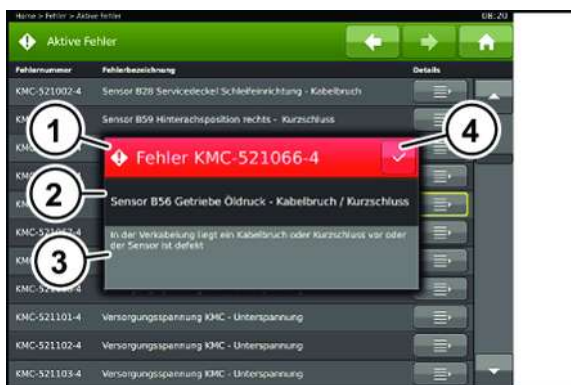 Home > Fehler > Aktive Fehler
08:20
Aktive Fehler
Fehlernummer Fehlerbezeichnung Details
KMC-521002-4 Sensor B28 Servicedeckel Schleifeinrichtung - Kabelbruch
Sensor B59 Hinterachsposition rechts - Kurzschluss
1
4
Fehler KMC-521066-4
2
Sensor B56 Getriebe Öldruck - Kabelbruch / Kurzschluss
3
In der Verkabelung liegt ein Kabelbruch oder Kurzschluss vor oder
der Sensor ist defekt
KMC-521101-4 Versorgungsspannung KMC - Unterspannung
KMC-521102-4 Versorgungsspannung KMC - Unterspannung
KMC-521103-4 Versorgungsspannung KMC - Unterspannung